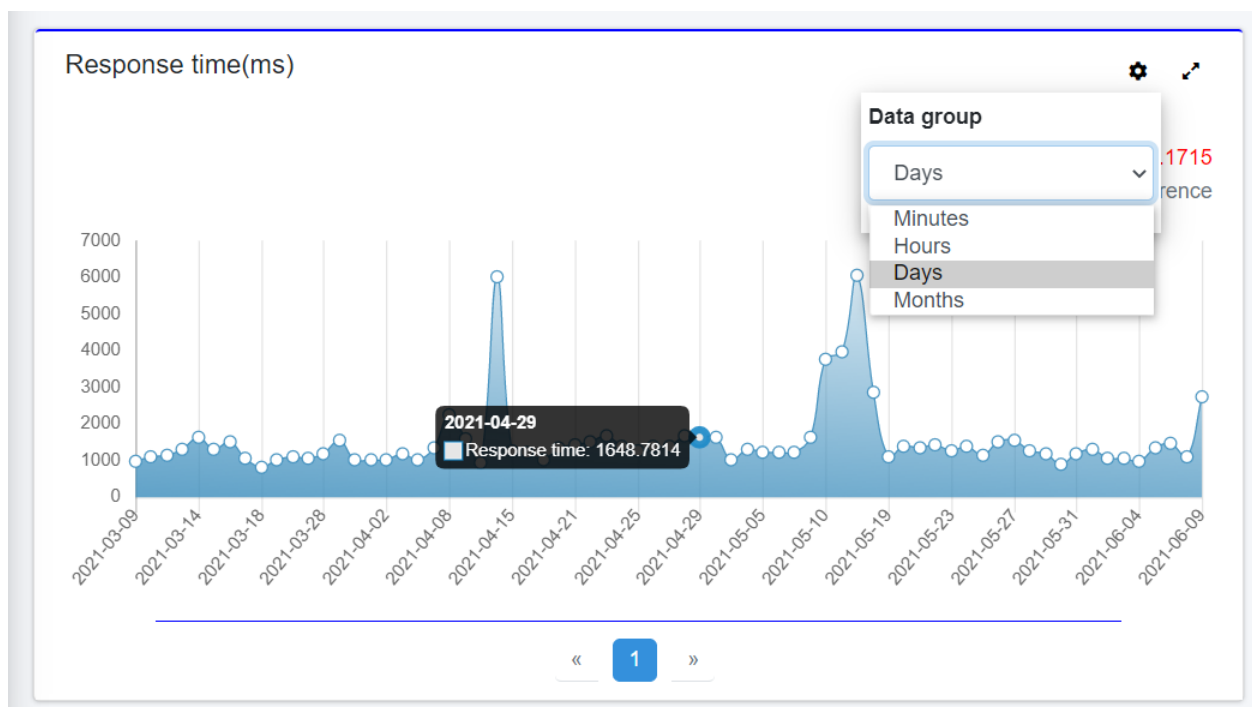 Response time(ms)
Data group
Days
.1715
rence
Minutes
Hours
Days
Months
7000
6000
5000
4000
3000
2000
1000
0
2021-04-29
Response time: 1648.7814
2021-03-09
2021-03-14
2021-03-18
2021-03-28
2021-04-02
2021-04-08
2021-04-15
2021-04-21
2021-04-25
2021-04-29
2021-05-05
2021-05-10
2021-05-19
2021-05-23
2021-05-27
2021-05-31
2021-06-04
2021-06-09
« 1 »